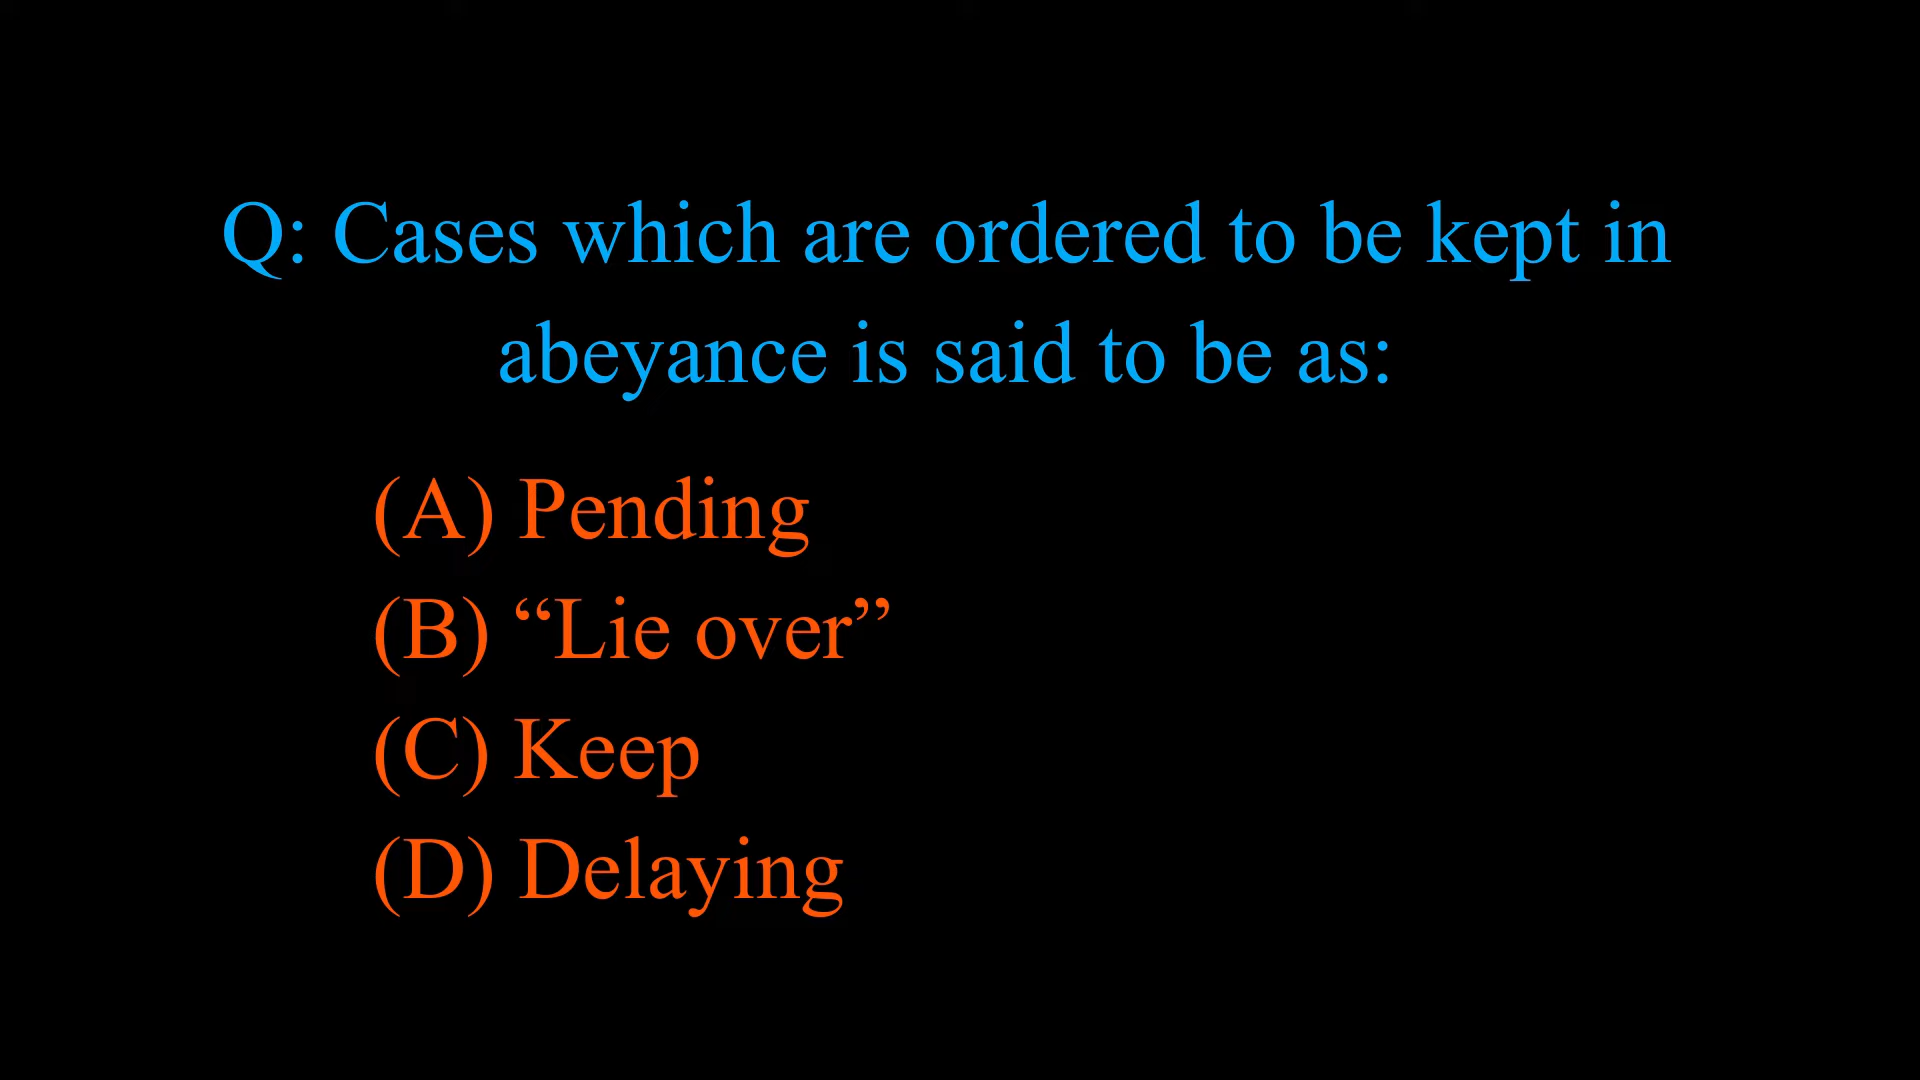 Q: Cases which are ordered to be kept in
abeyance is said to be as:
(A) Pending
(B) “Lie over”
(C) Keep
(D) Delaying